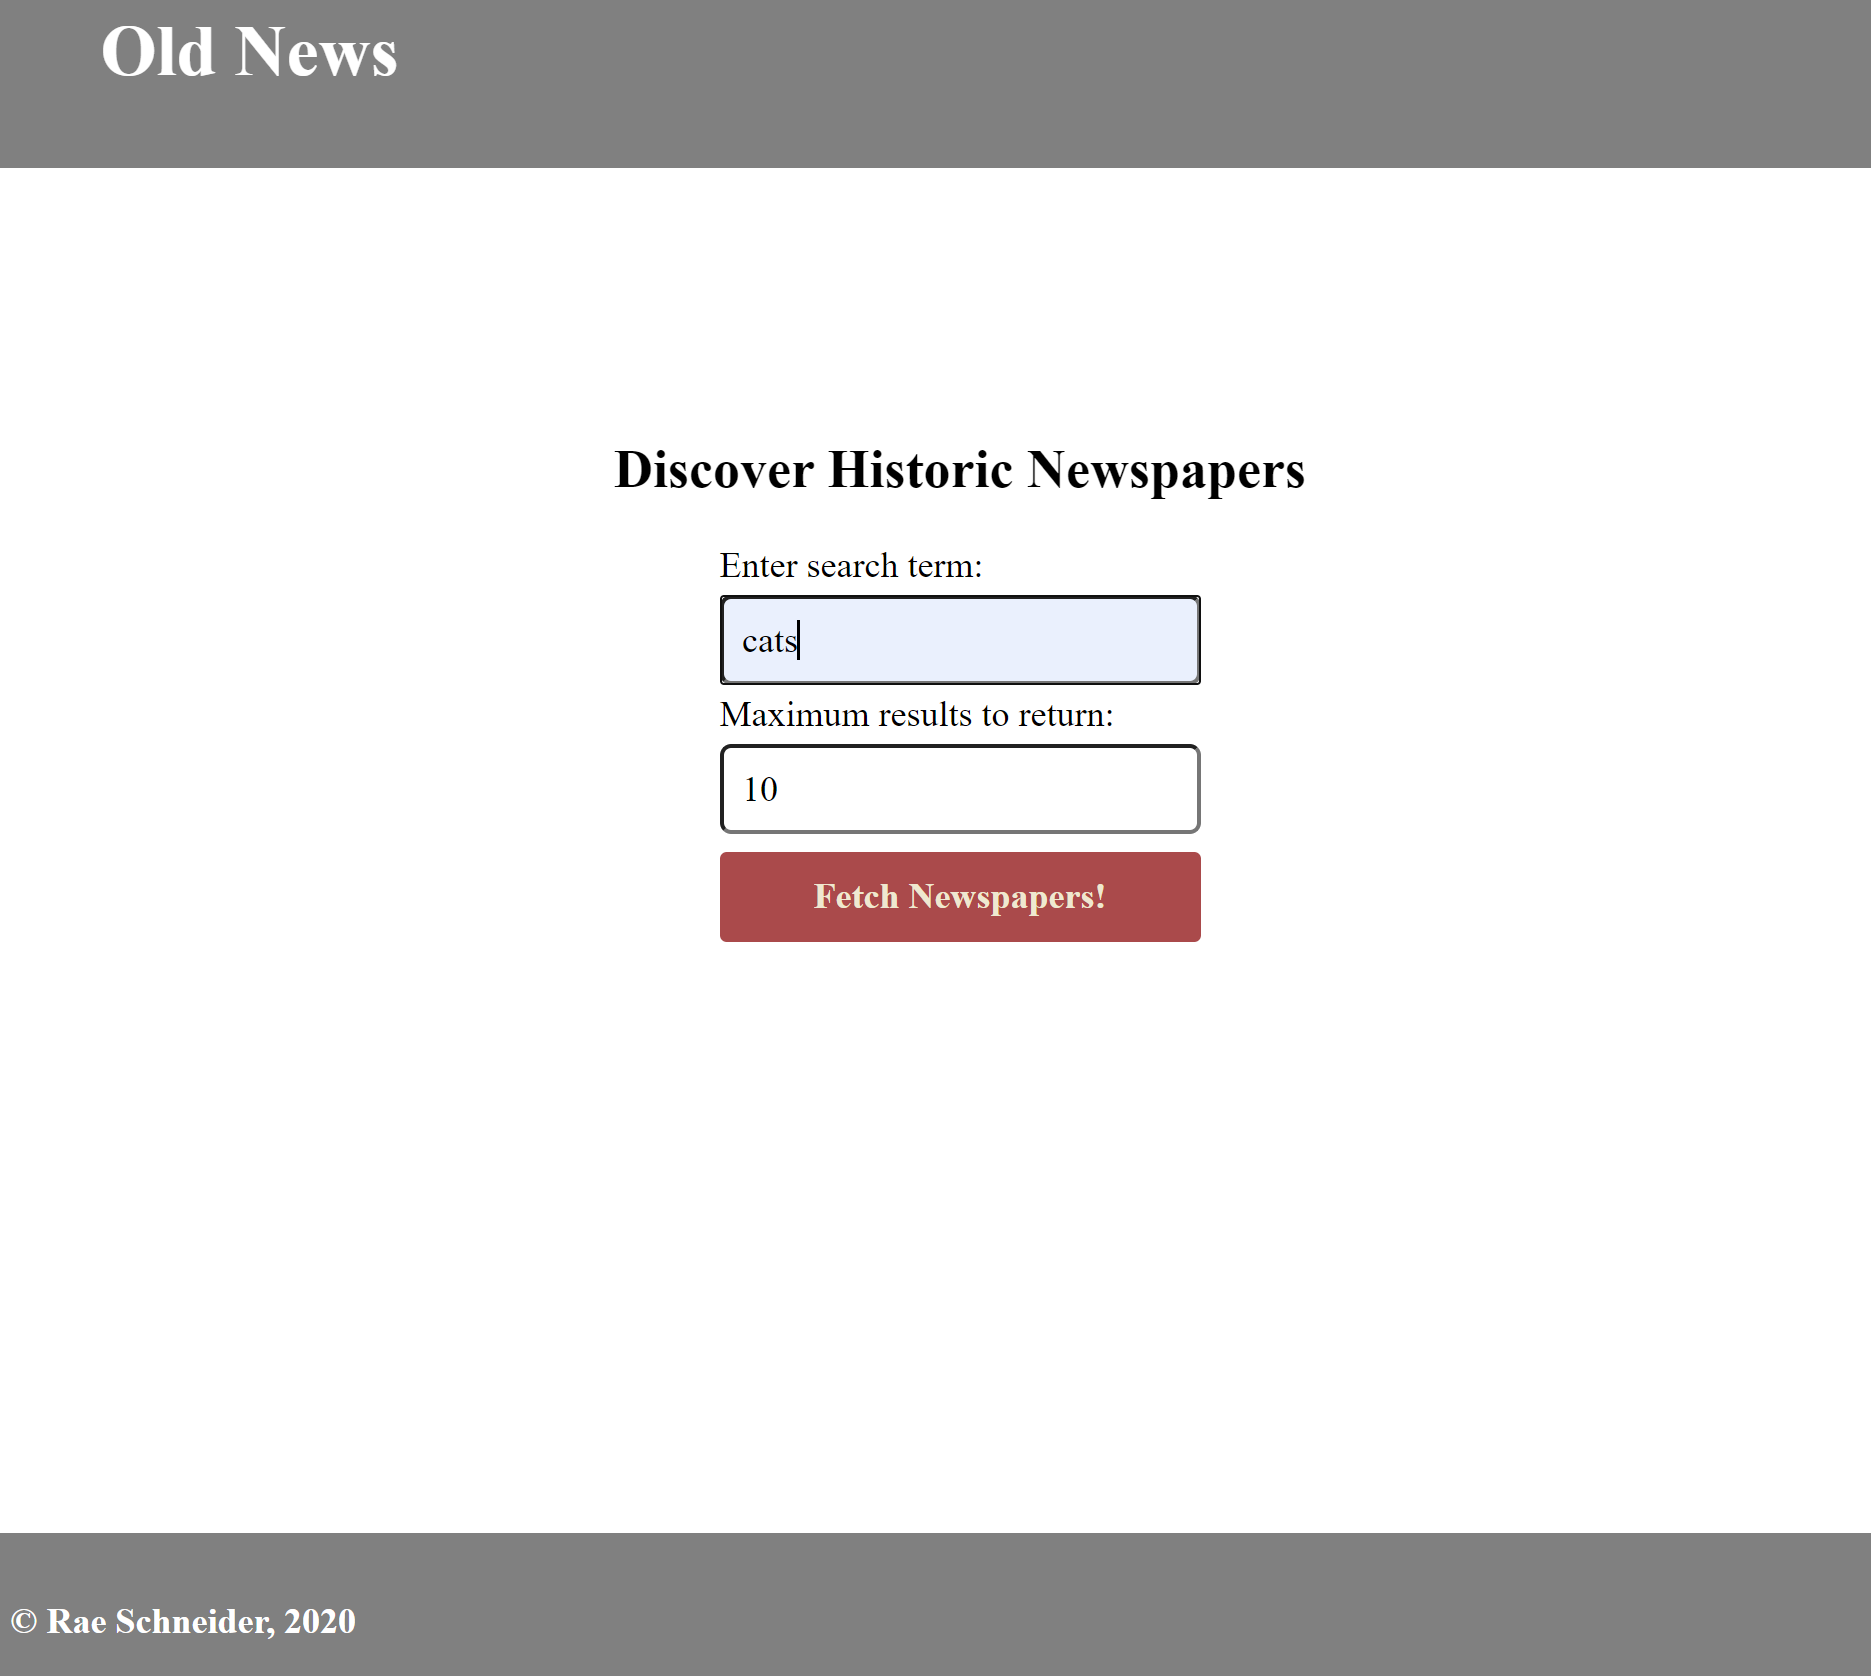 Old News
Discover Historic Newspapers
Enter search term:
cats
Maximum results to return:
10
Fetch Newspapers!
© Rae Schneider, 2020